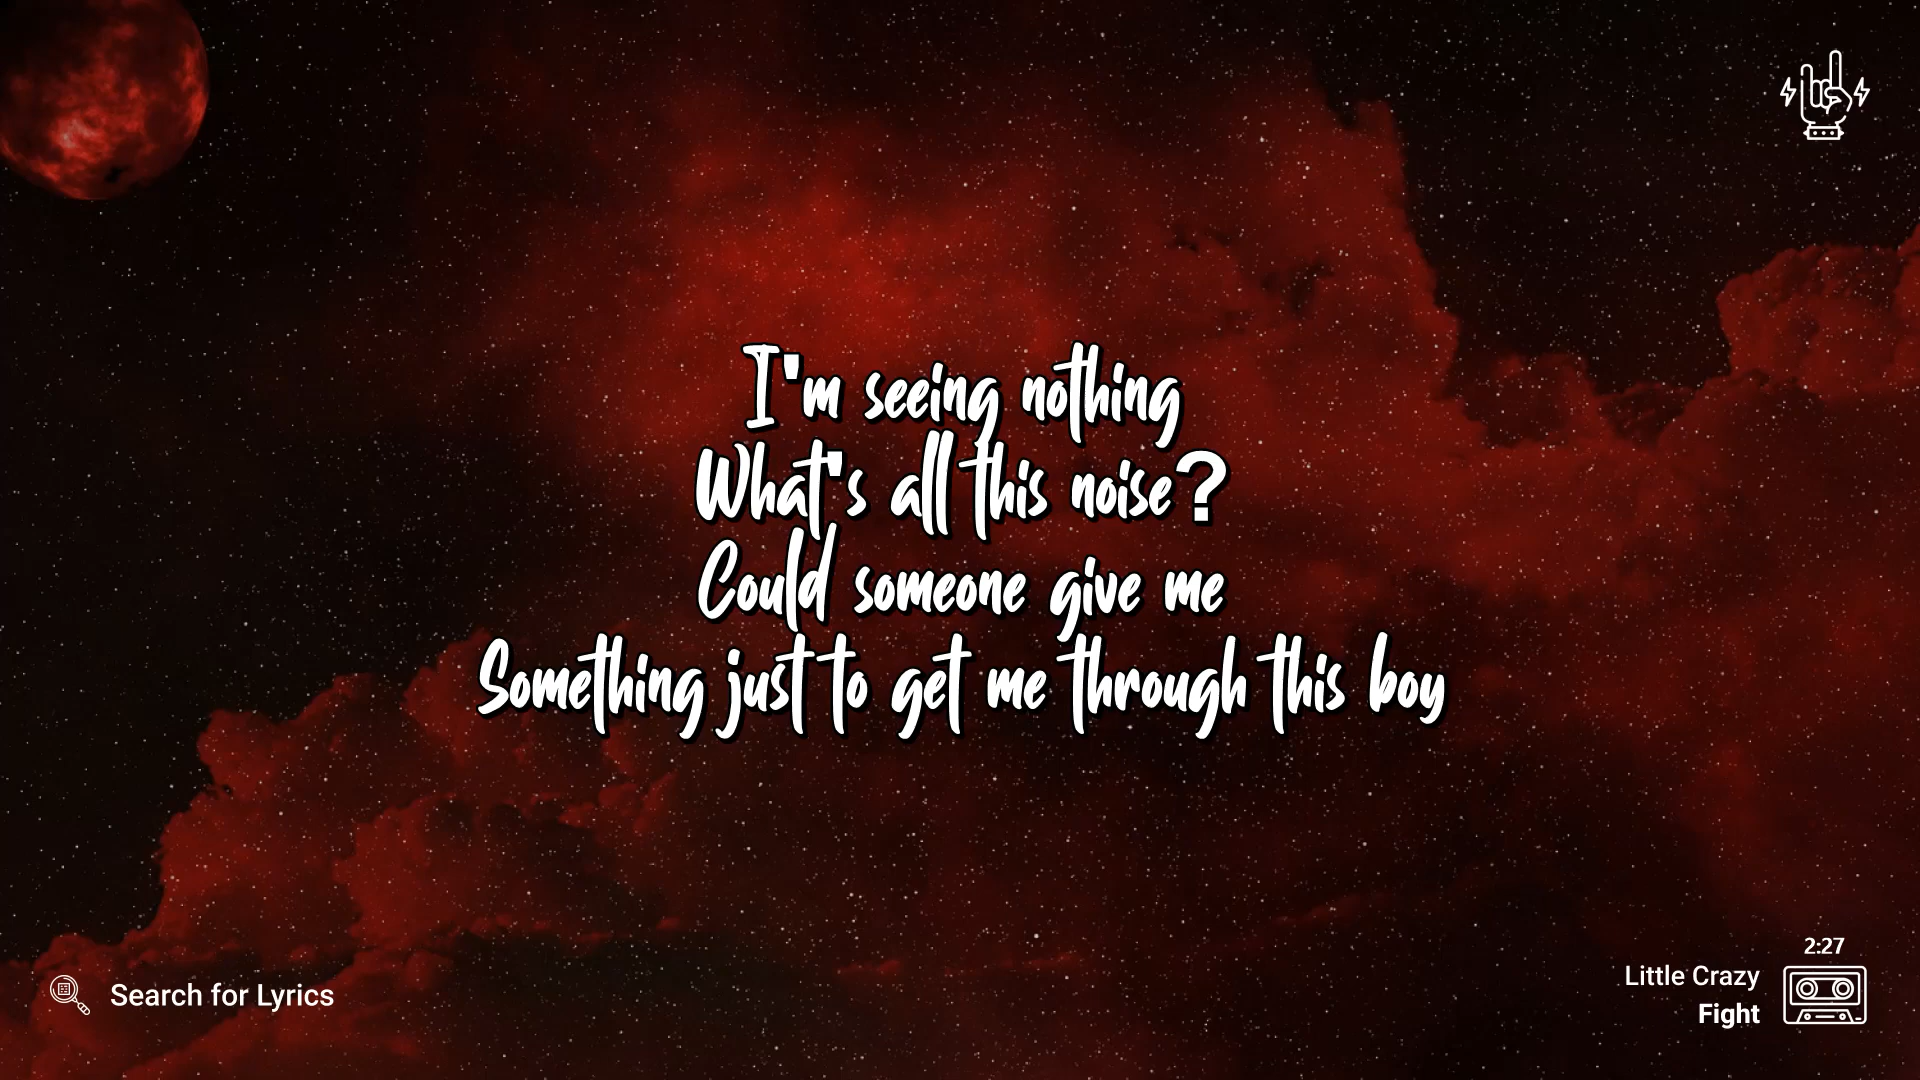 I'm seeing nothing
What's all this noise?
Could someone give me
Something just to get me through this boy
Search for Lyrics
2:27
Little Crazy
Fight